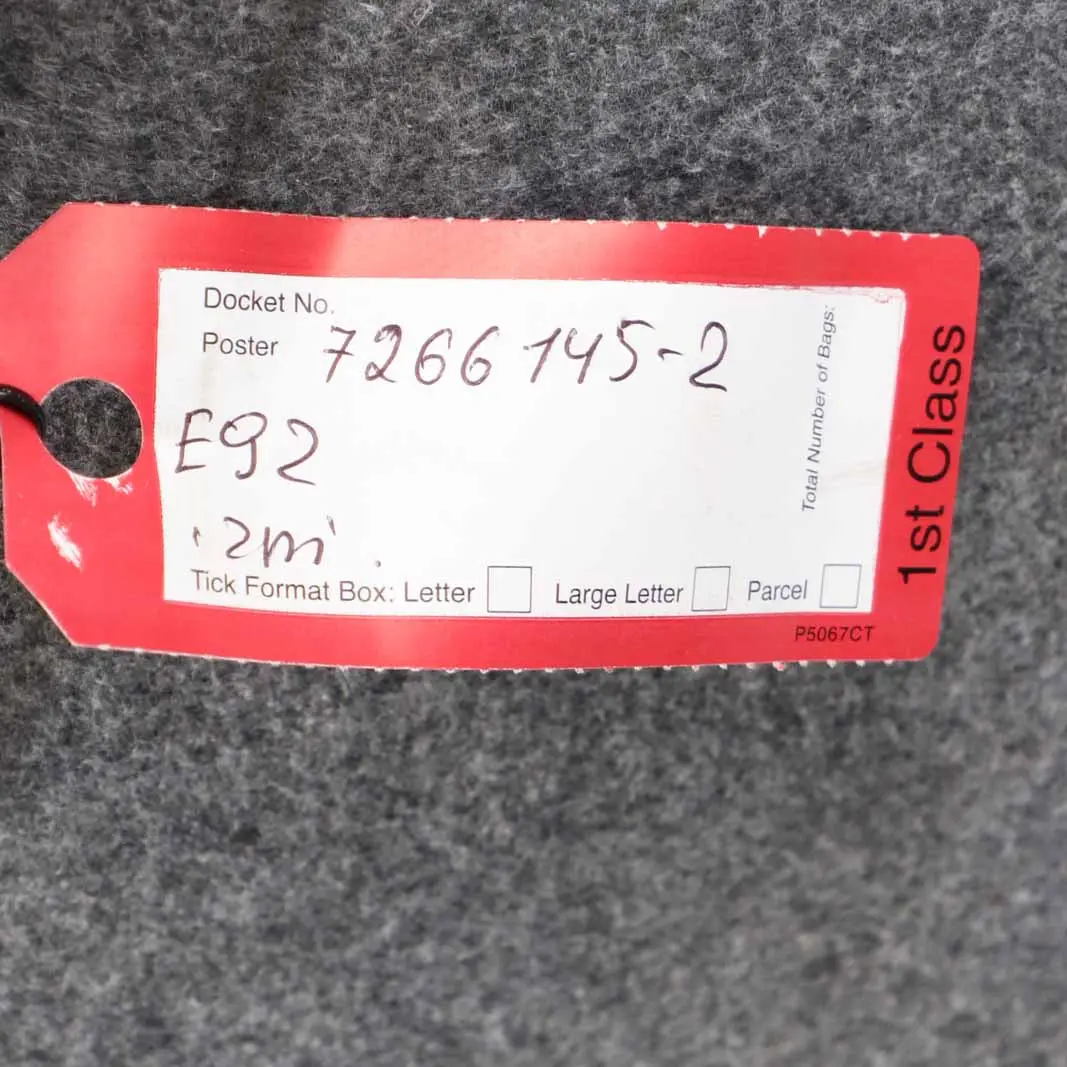 Docket No.
Poster 7266145-2
E92
Tick Format Box: Letter Large Letter Parcel
P5067CT
Total Number of Bags:
1st Class